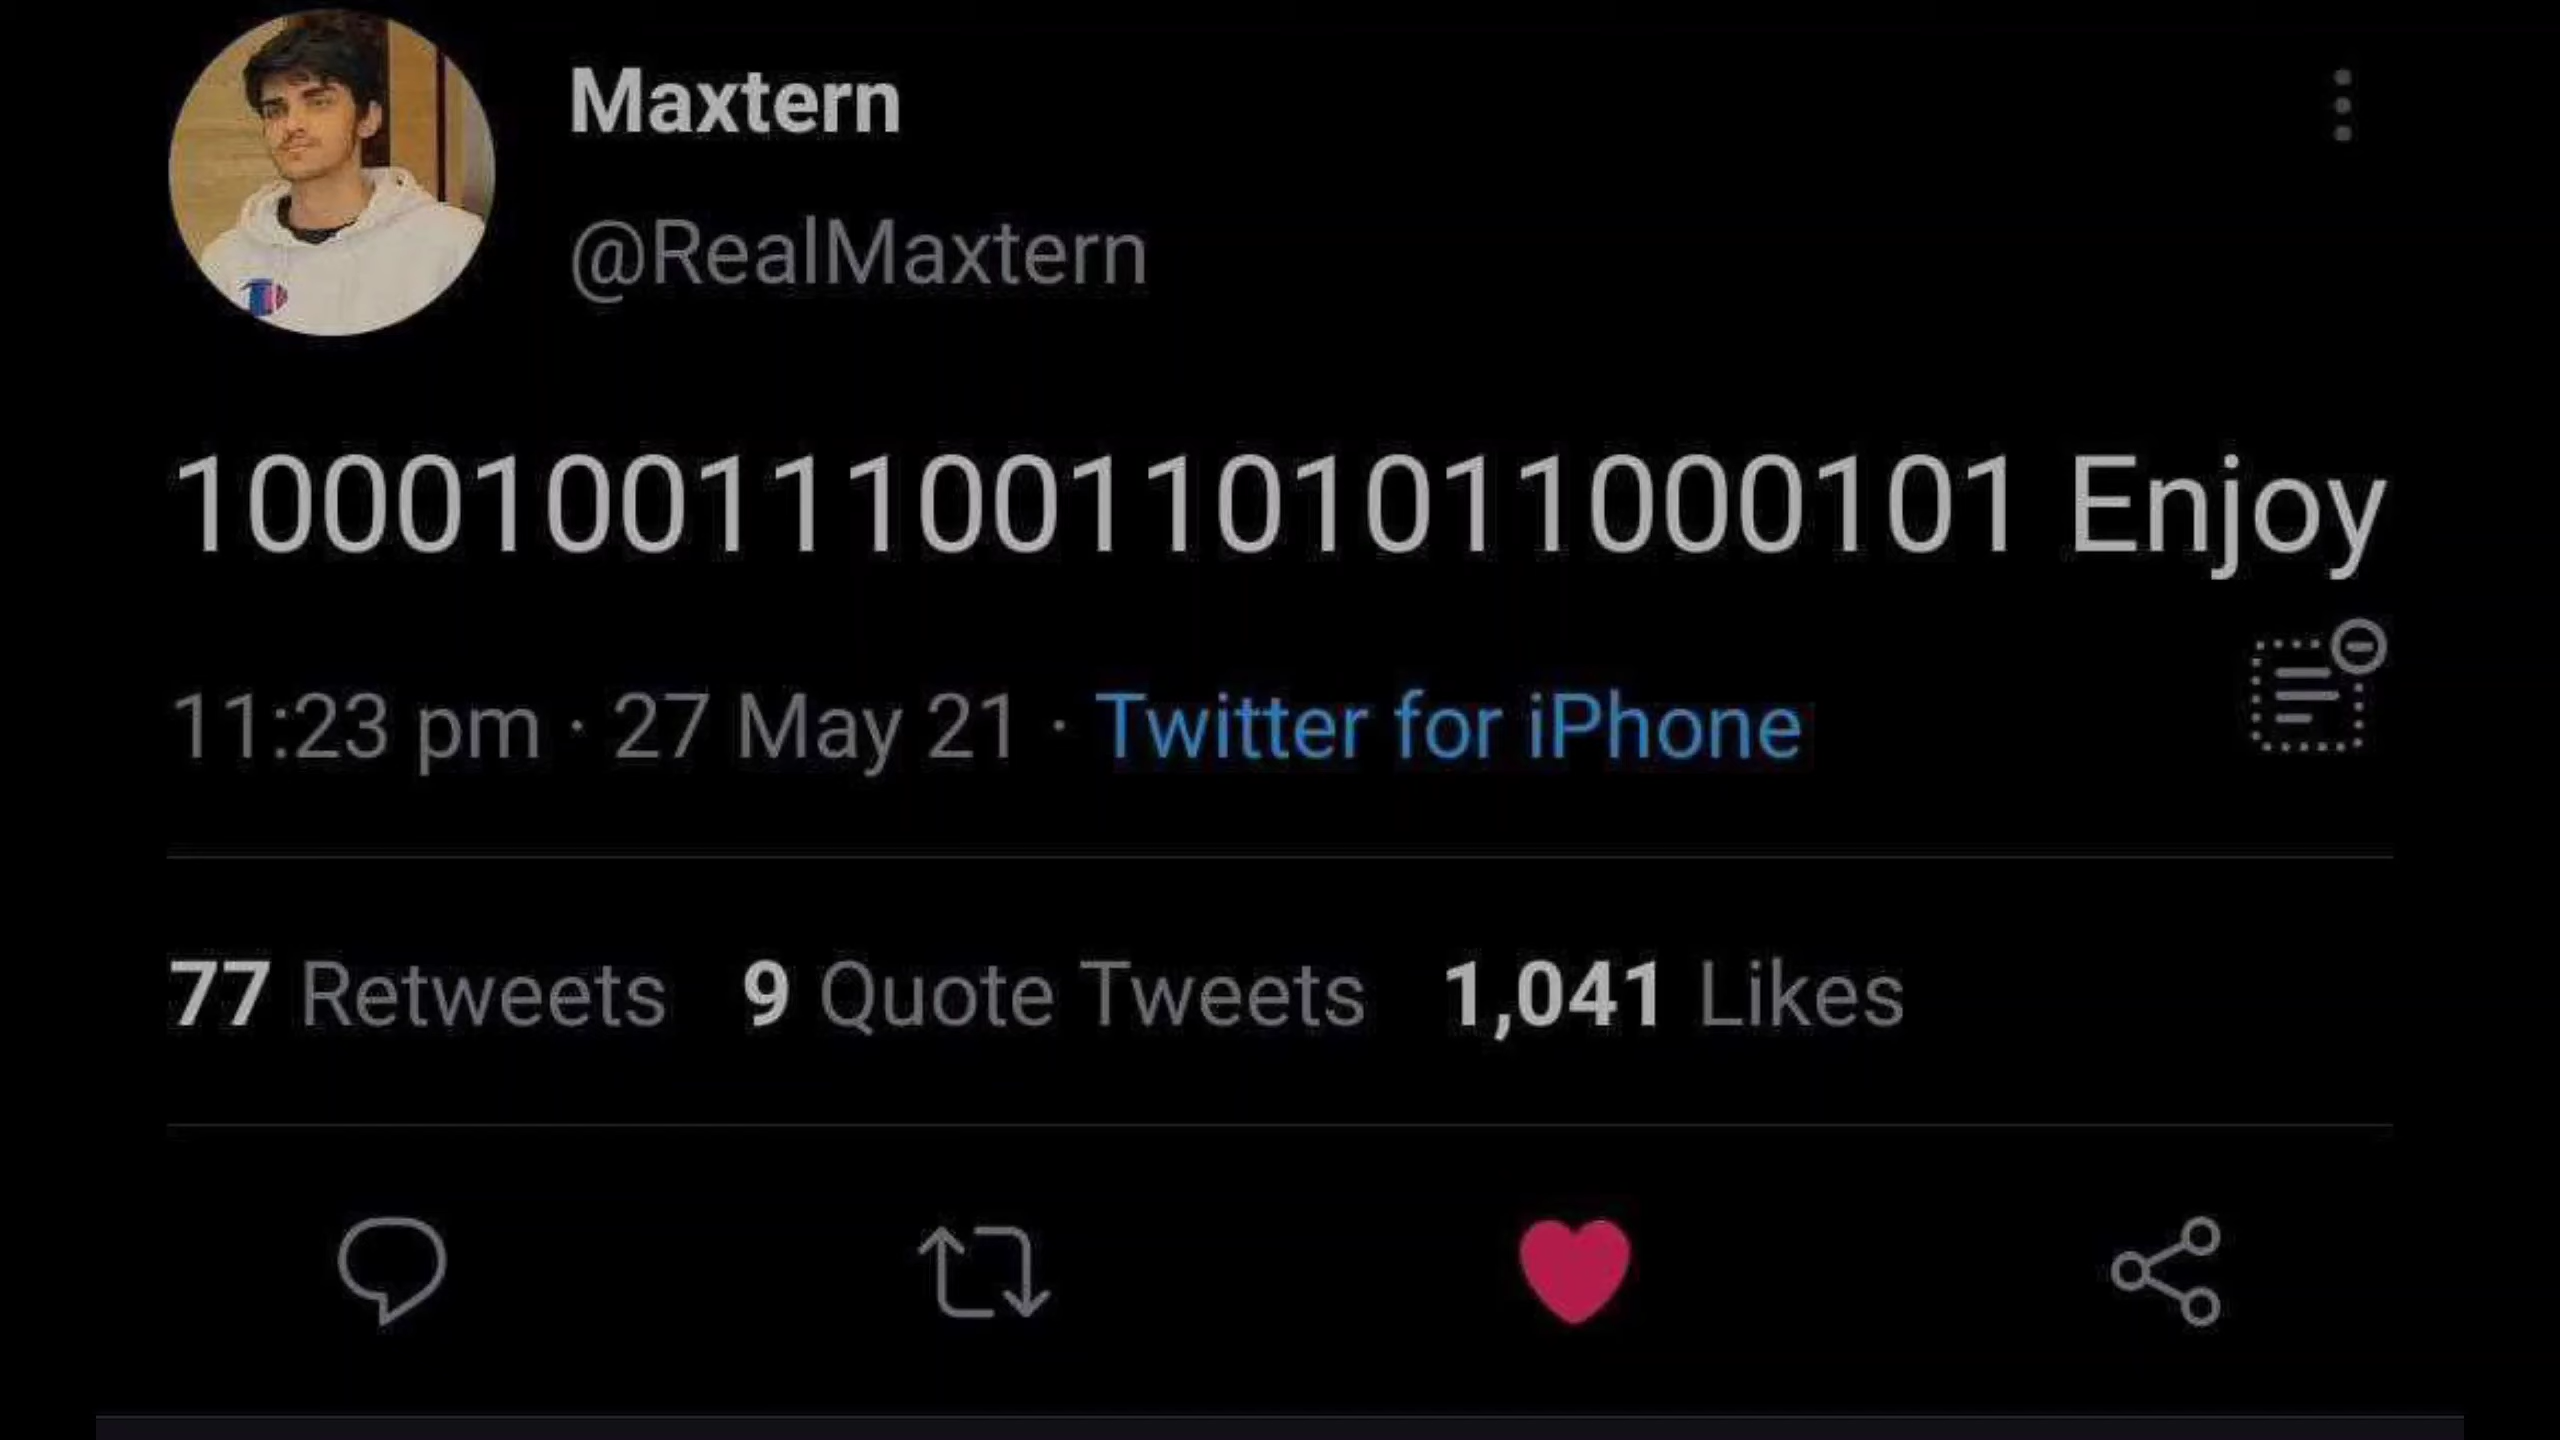 Maxtern
@RealMaxtern
1000100111001101011000101 Enjoy
11:23 pm · 27 May 21 · Twitter for iPhone
77 Retweets 9 Quote Tweets 1,041 Likes